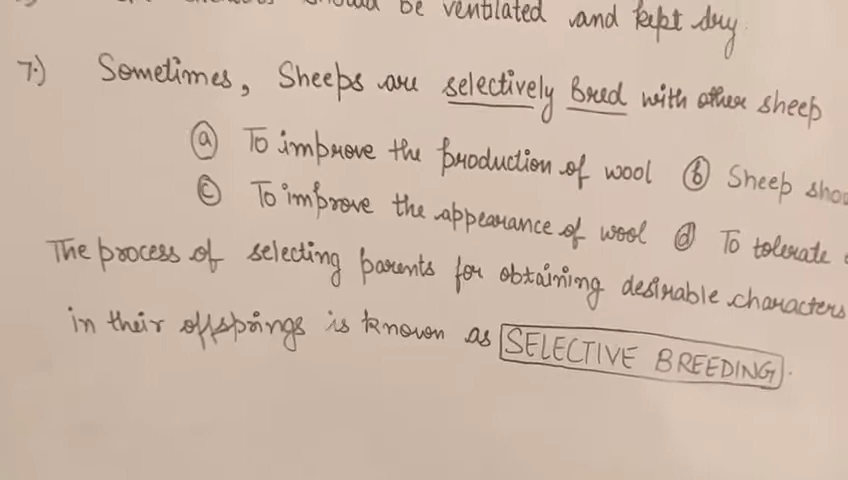 should be ventilated and kept dry.
7.) Sometimes, Sheeps are selectively Bred with other sheep
(a) To improve the production of wool (b) Sheep
(c) To improve the appearance of wool (d) To tolerate
The process of selecting parents for obtaining desirable characters
in their offsprings is known as SELECTIVE BREEDING.